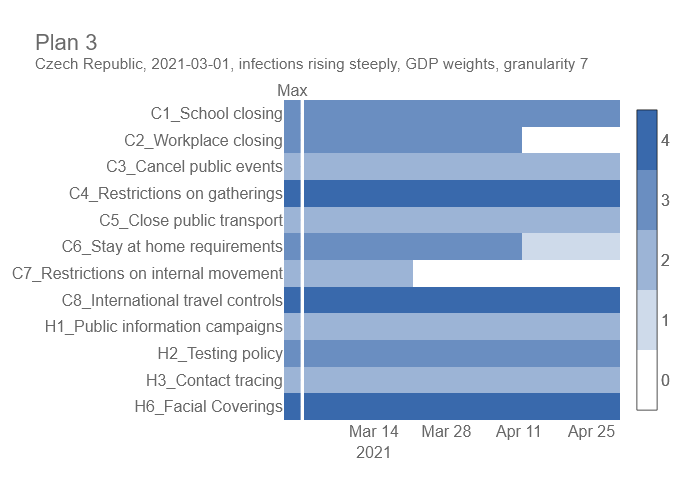 Plan 3
Czech Republic, 2021-03-01, infections rising steeply, GDP weights, granularity 7
Max
C1_School closing
C2_Workplace closing
C3_Cancel public events
C4_Restrictions on gatherings
C5_Close public transport
C6_Stay at home requirements
C7_Restrictions on internal movement
C8_International travel controls
H1_Public information campaigns
H2_Testing policy
H3_Contact tracing
H6_Facial Coverings
Mar 14 Mar 28 Apr 11 Apr 25
2021
4
3
2
1
0